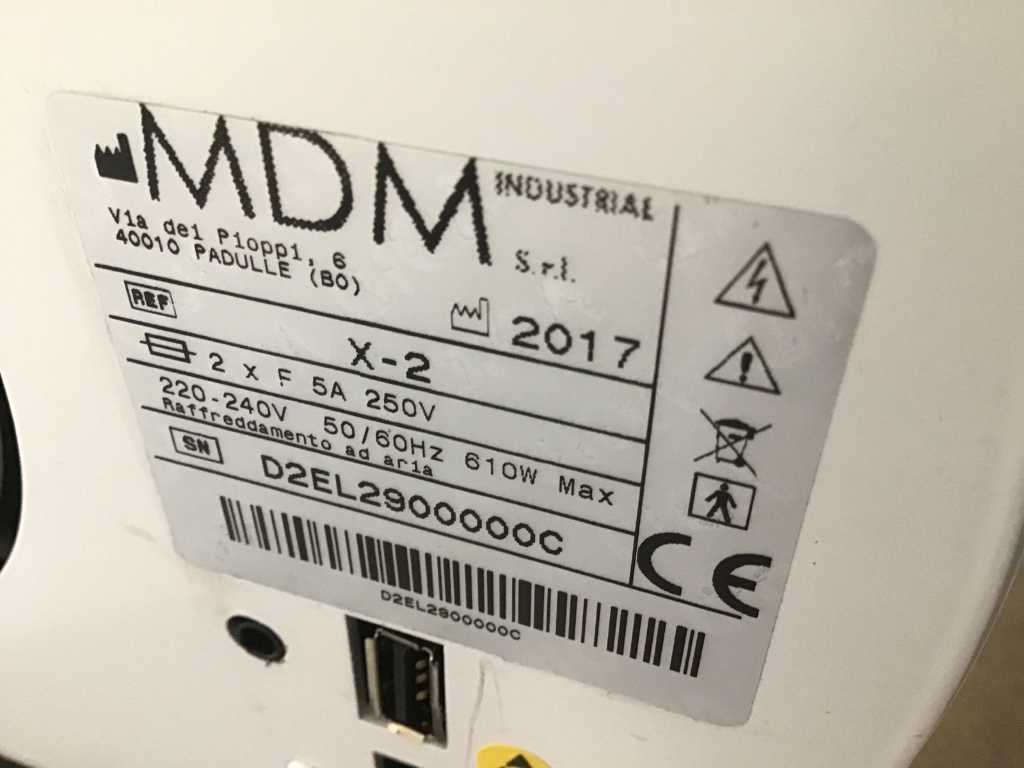 MDM INDUSTRIAL
S.r.l.
Via dei Pioppi, 6
40010 PADULLE (BO)
2017
REF
X-2
2 x F 5A 250V
220-240V 50/60Hz 610W Max
Raffreddamento ad aria
SN
D2EL2900000C
CE
D2EL2900000C